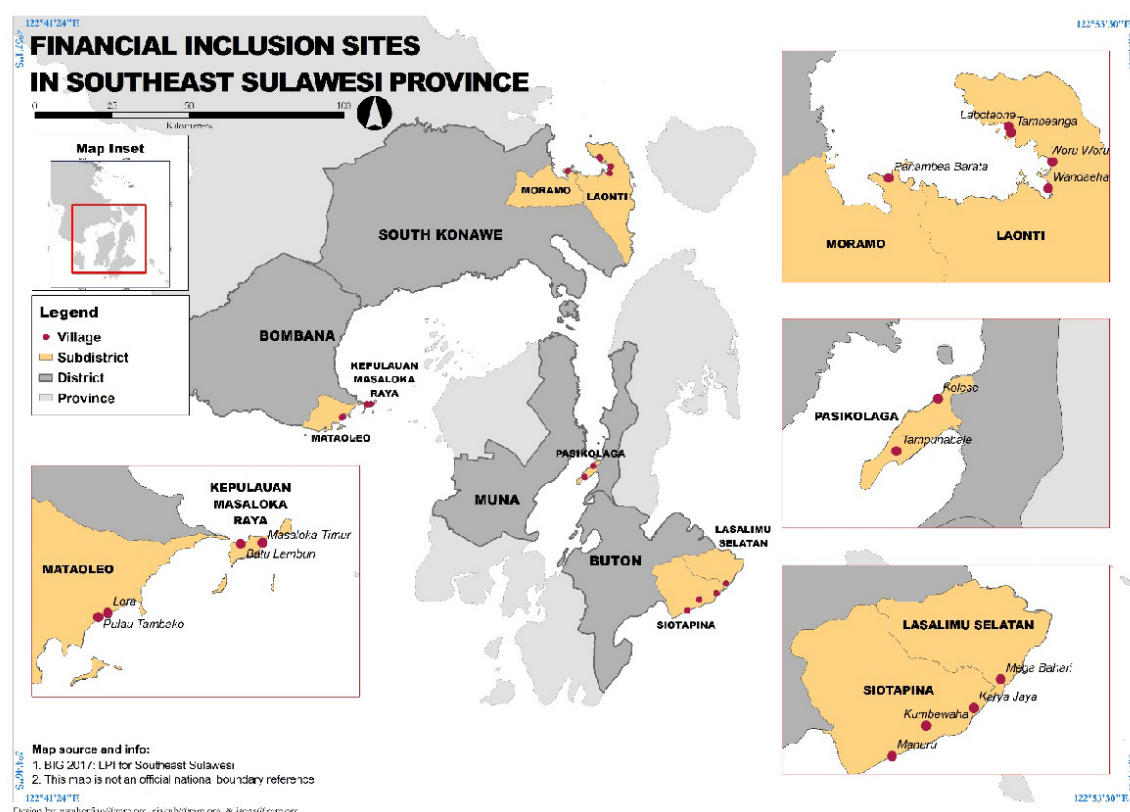 122°41'24"E
122°53'30"E
FINANCIAL INCLUSION SITES
IN SOUTHEAST SULAWESI PROVINCE
0 25 50 100
Kilometers
Map Inset
Legend
Village
Subdistrict
District
Province
MORAMO
LAONTI
SOUTH KONAWE
BOMBANA
KEPULAUAN
MASALOKA
RAYA
MATAOLEO
PASIKOLAGA
MUNA
LASALIMU
SELATAN
BUTON
SIOTAPINA
Labotaone
Tambeanga
Woru Woru
Panambea Barata
Wandaeha
MORAMO
LAONTI
Kolese
PASIKOLAGA
Tampunabale
KEPULAUAN
MASALOKA
RAYA
Masaloka Timur
Batu Lembun
MATAOLEO
Lora
Pulau Tambako
LASALIMU SELATAN
Mega Bahari
SIOTAPINA
Karya Jaya
Kumbewaha
Manuru
Map source and info:
1. BIG 2017: LPI for Southeast Sulawesi
2. This map is not an official national boundary reference
122°41'24"E
122°53'30"E